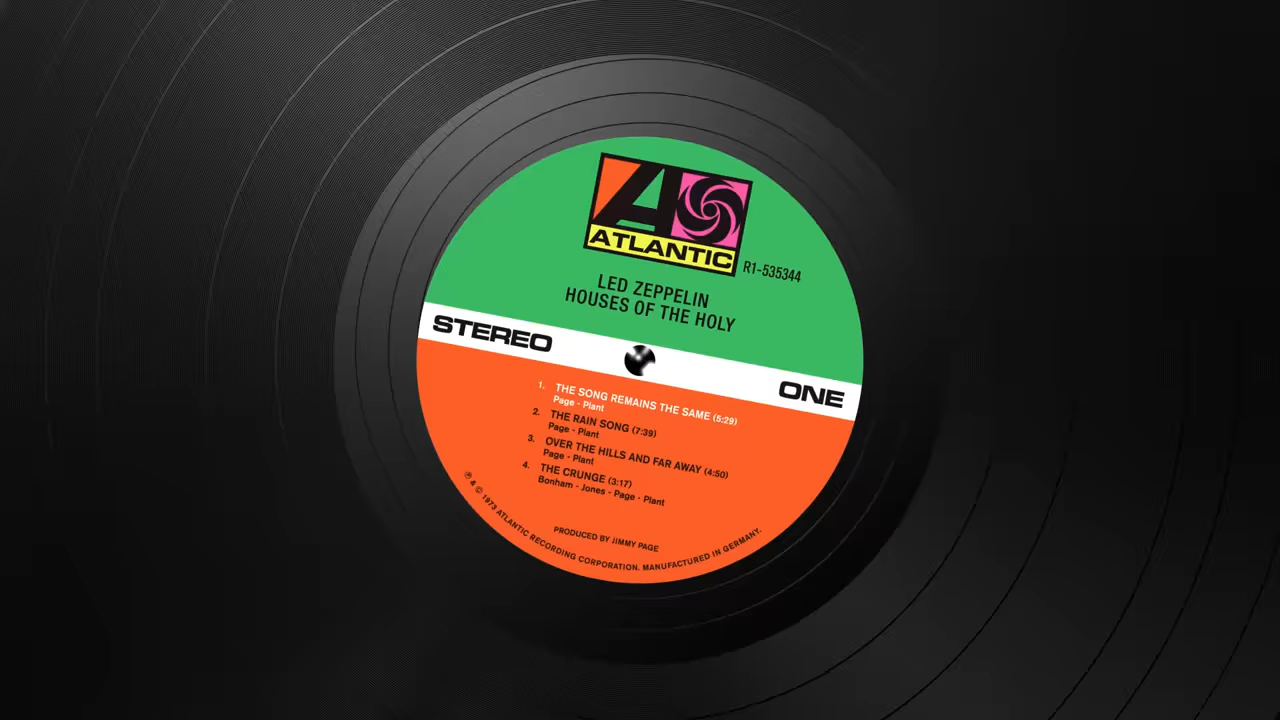 ATLANTIC
R1-535344
LED ZEPPELIN
HOUSES OF THE HOLY
STEREO
ONE
1. THE SONG REMAINS THE SAME (5:29)
Page - Plant
2. THE RAIN SONG (7:39)
Page - Plant
3. OVER THE HILLS AND FAR AWAY (4:50)
Page - Plant
4. THE CRUNGE (3:17)
Bonham - Jones - Page - Plant
PRODUCED BY JIMMY PAGE
℗ & © 1973 ATLANTIC RECORDING CORPORATION. MANUFACTURED IN GERMANY.